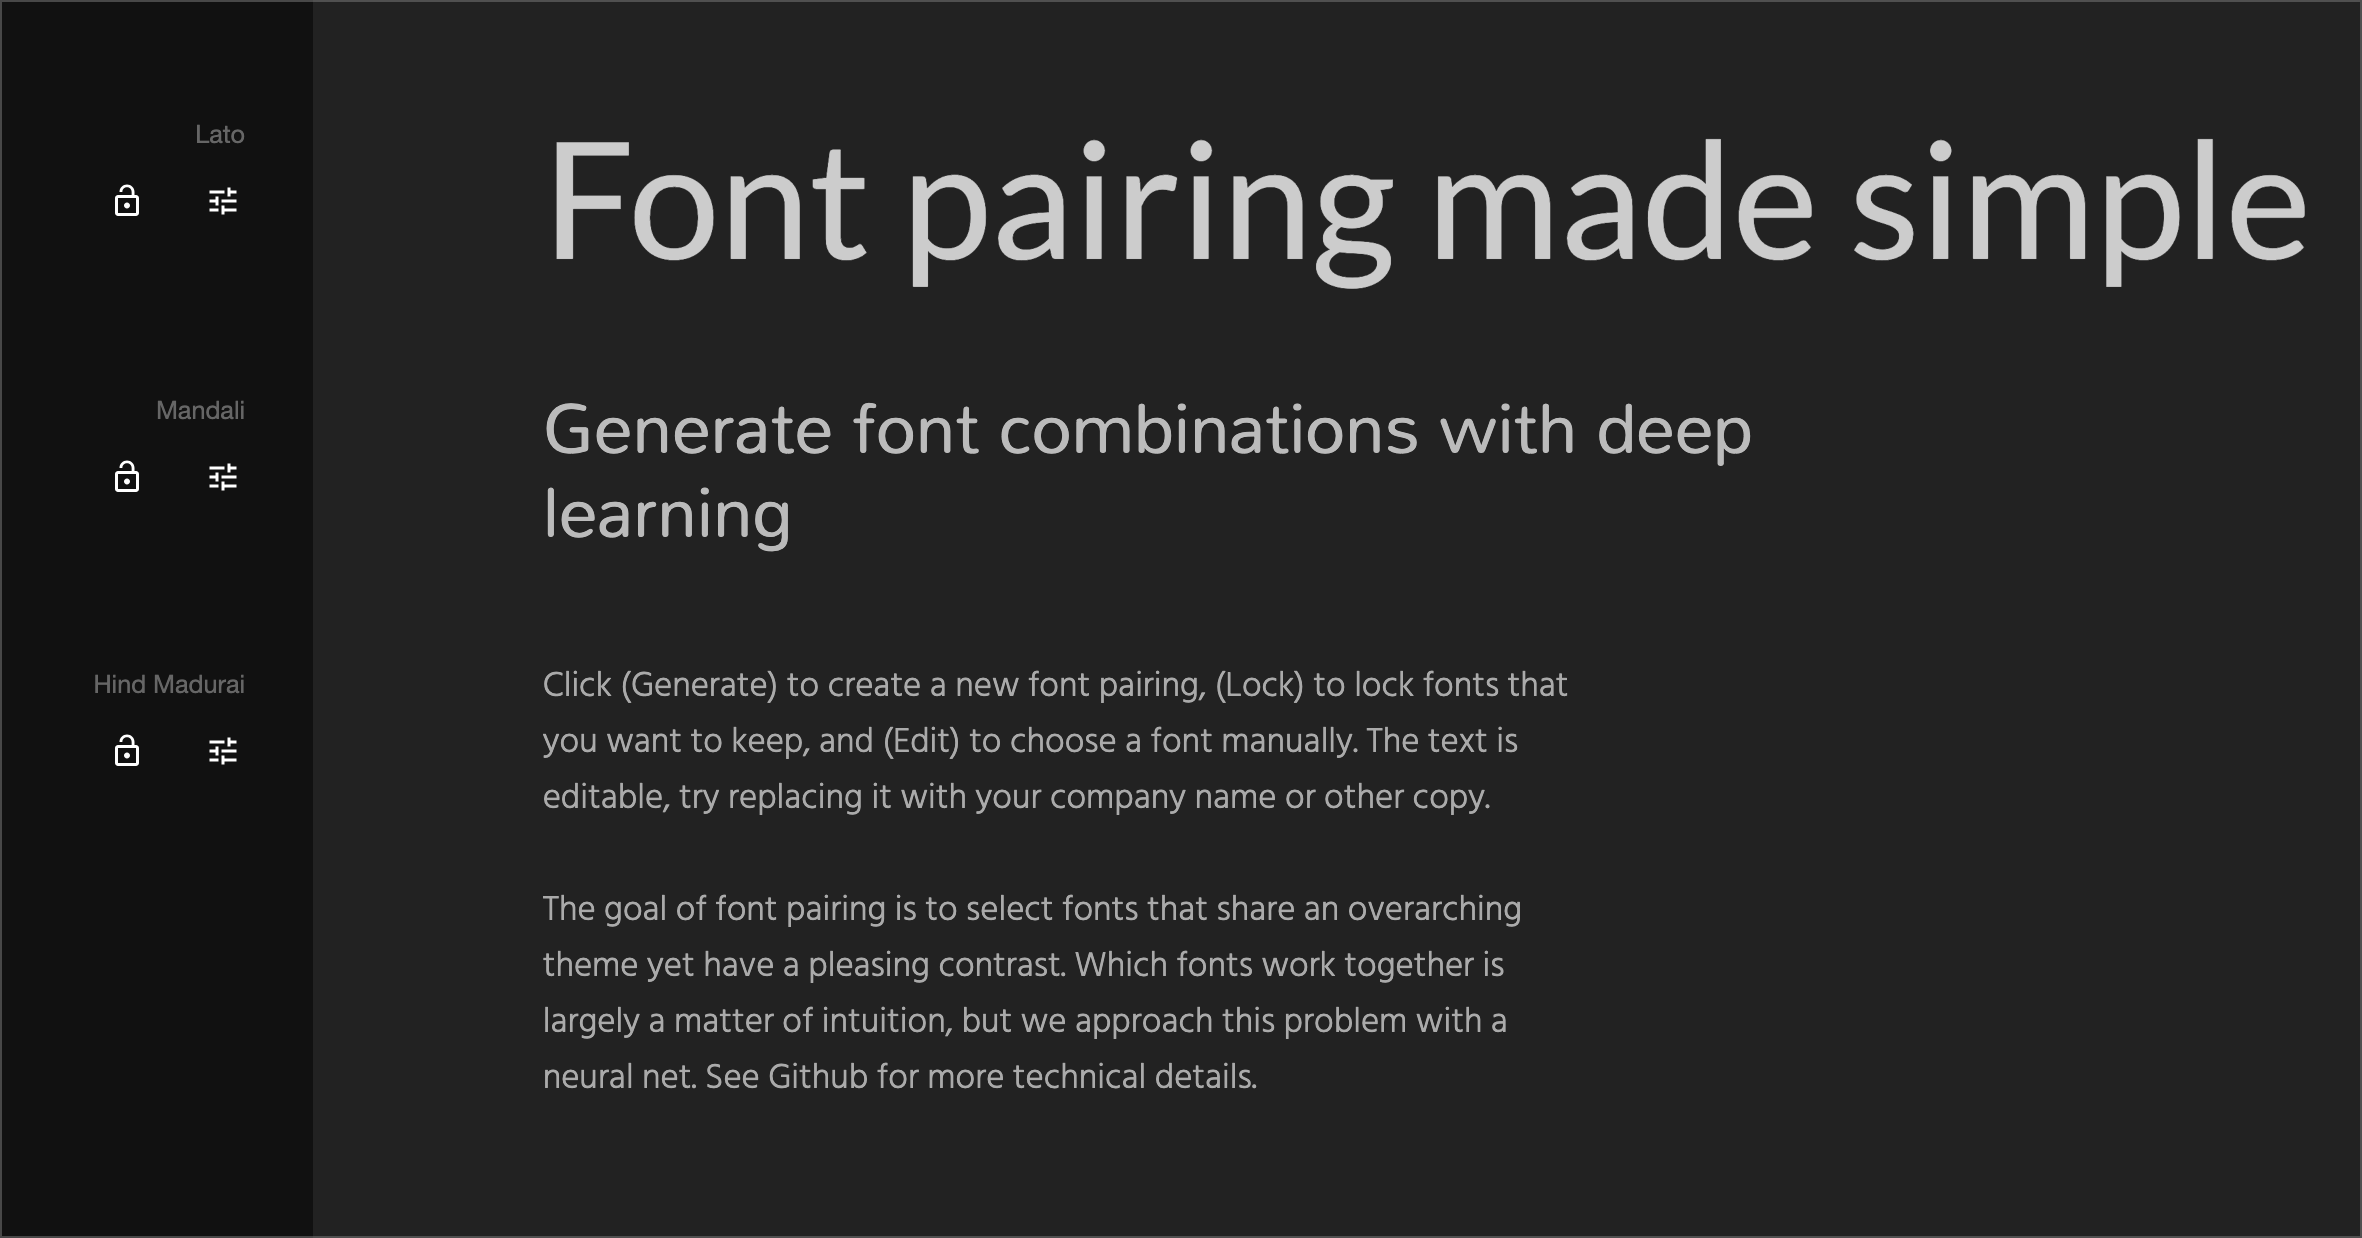 Lato
Font pairing made simple
Mandali
Generate font combinations with deep
learning
Hind Madurai
Click (Generate) to create a new font pairing, (Lock) to lock fonts that
you want to keep, and (Edit) to choose a font manually. The text is
editable, try replacing it with your company name or other copy.
The goal of font pairing is to select fonts that share an overarching
theme yet have a pleasing contrast. Which fonts work together is
largely a matter of intuition, but we approach this problem with a
neural net. See Github for more technical details.